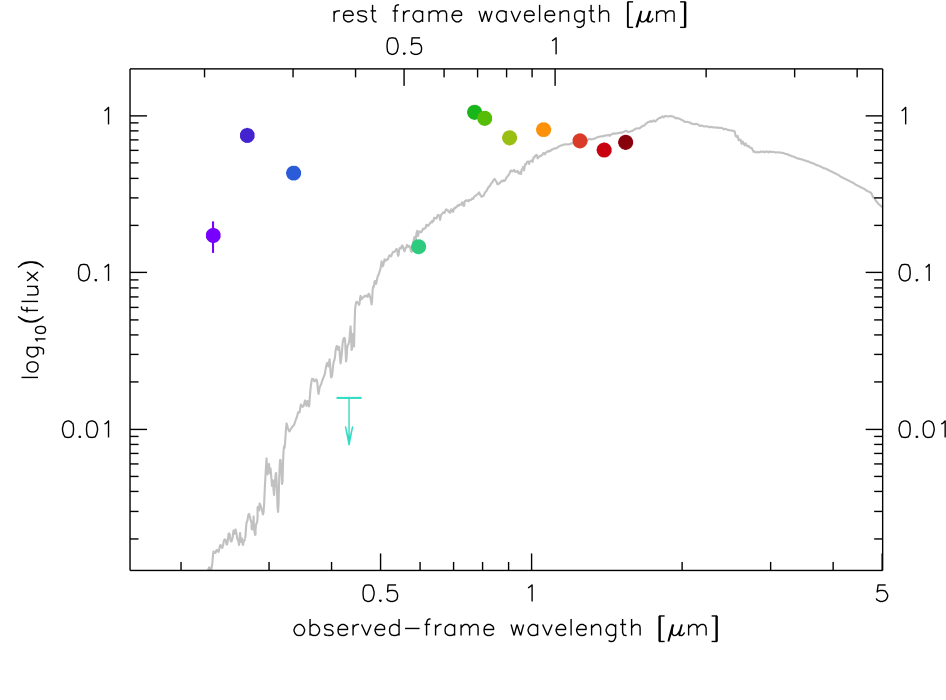 rest frame wavelength [μm]
0.5 1
1 1
0.1 0.1
0.01 0.01
log10(flux)
0.5 1 5
observed-frame wavelength [μm]